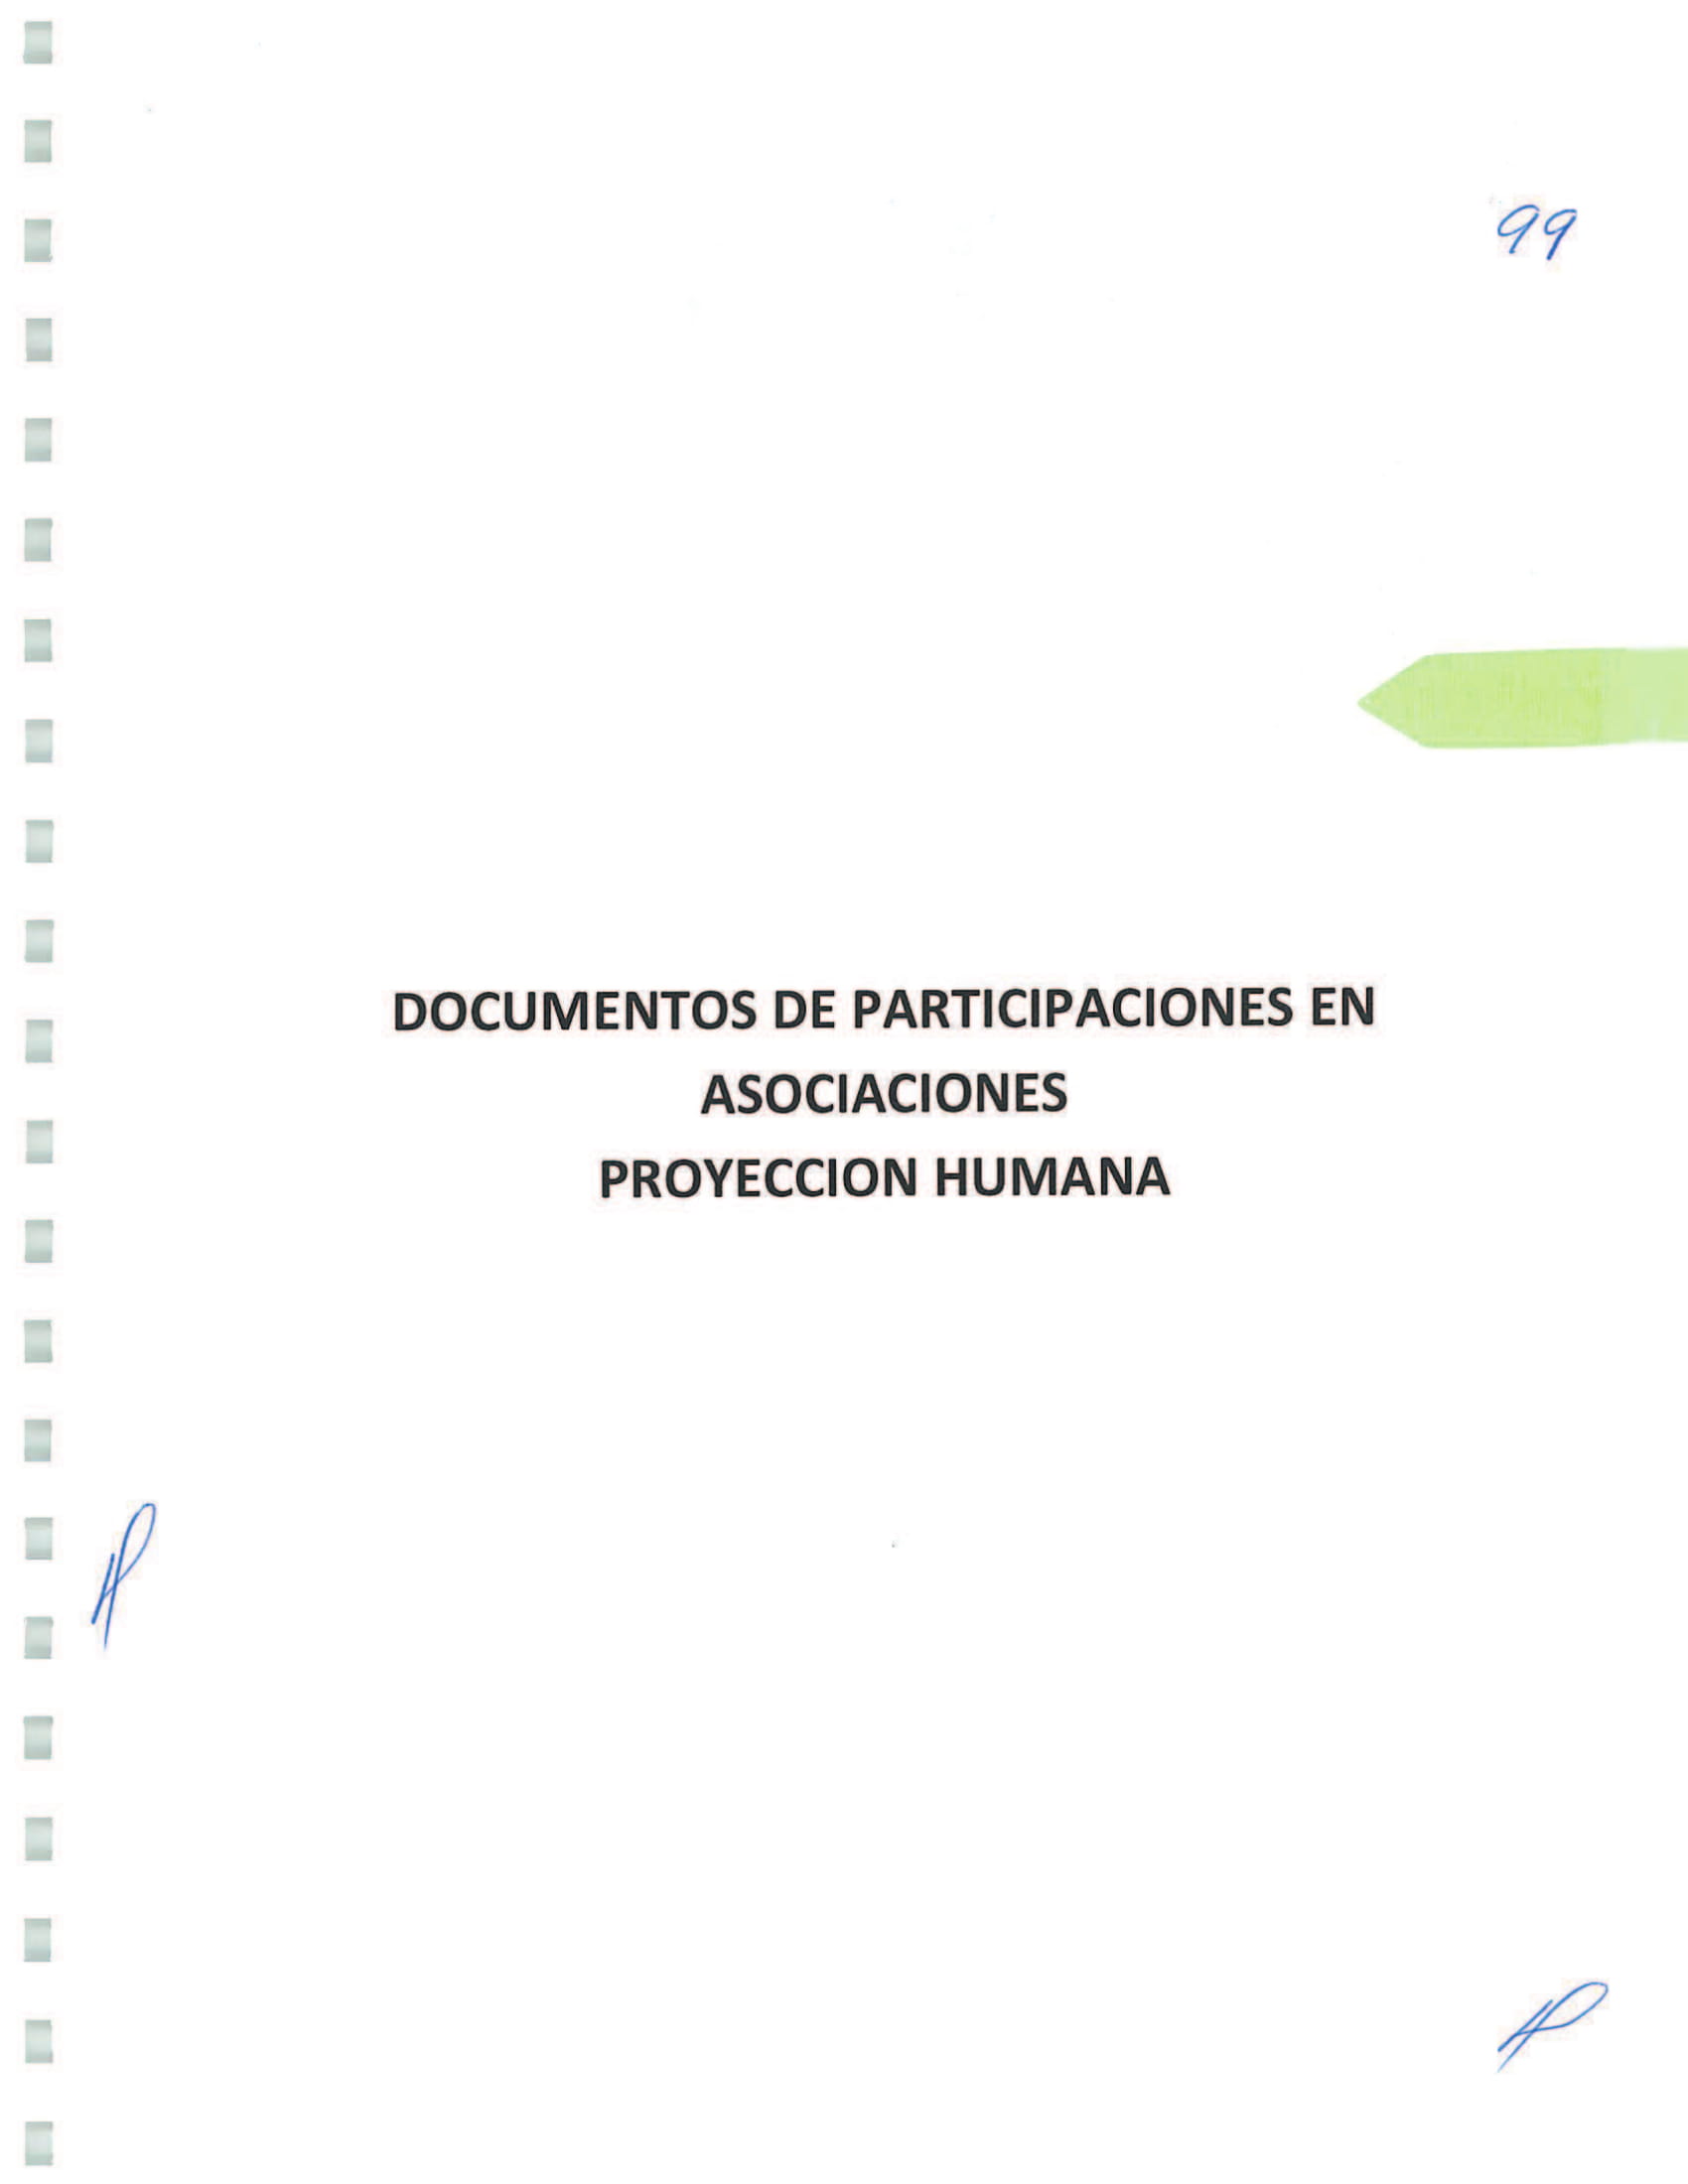 99
DOCUMENTOS DE PARTICIPACIONES EN
ASOCIACIONES
PROYECCION HUMANA